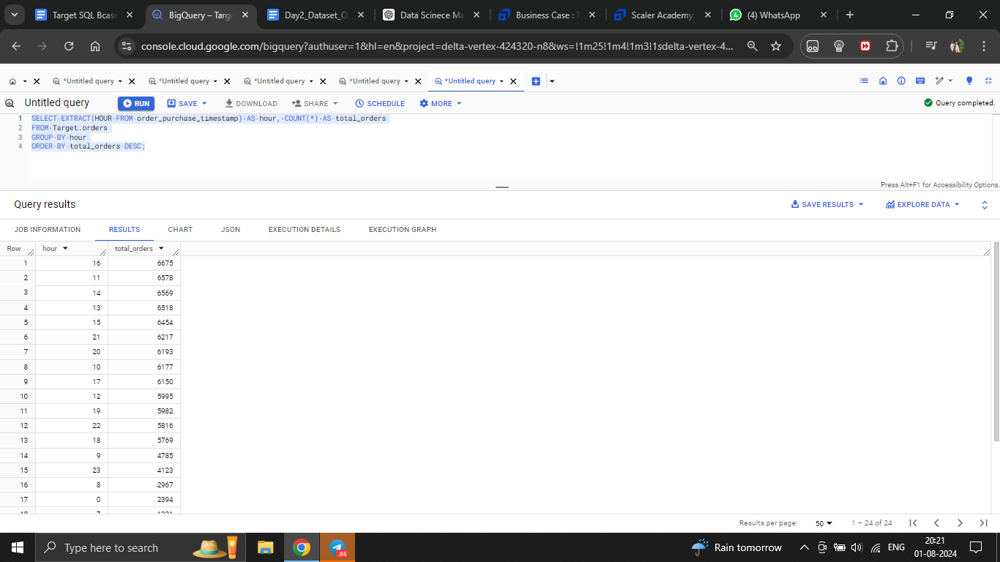 Target SQL Bcase
BigQuery – Targe
Day2_Dataset_O
Data Scinece Ma
Business Case : T
Scaler Academy
(4) WhatsApp
console.cloud.google.com/bigquery?authuser=1&hl=en&project=delta-vertex-424320-n8&ws=!1m25!1m4!1m3!1sdelta-vertex-4...
*Untitled query
*Untitled query
*Untitled query
*Untitled query
*Untitled query
Untitled query
RUN
SAVE
DOWNLOAD
SHARE
SCHEDULE
MORE
Query completed.
1 SELECT EXTRACT(HOUR FROM order_purchase_timestamp) AS hour, COUNT(*) AS total_orders
2 FROM Target.orders
3 GROUP BY hour
4 ORDER BY total_orders DESC;
Press Alt+F1 for Accessibility Options.
Query results
SAVE RESULTS
EXPLORE DATA
JOB INFORMATION
RESULTS
CHART
JSON
EXECUTION DETAILS
EXECUTION GRAPH
Row hour total_orders
1 16 6675
2 11 6578
3 14 6569
4 13 6518
5 15 6454
6 21 6217
7 20 6193
8 10 6177
9 17 6150
10 12 5995
11 19 5982
12 22 5816
13 18 5769
14 9 4785
15 23 4123
16 8 2967
17 0 2394
Results per page: 50 1 – 24 of 24
Type here to search
.86
Rain tomorrow
ENG
20:21
01-08-2024